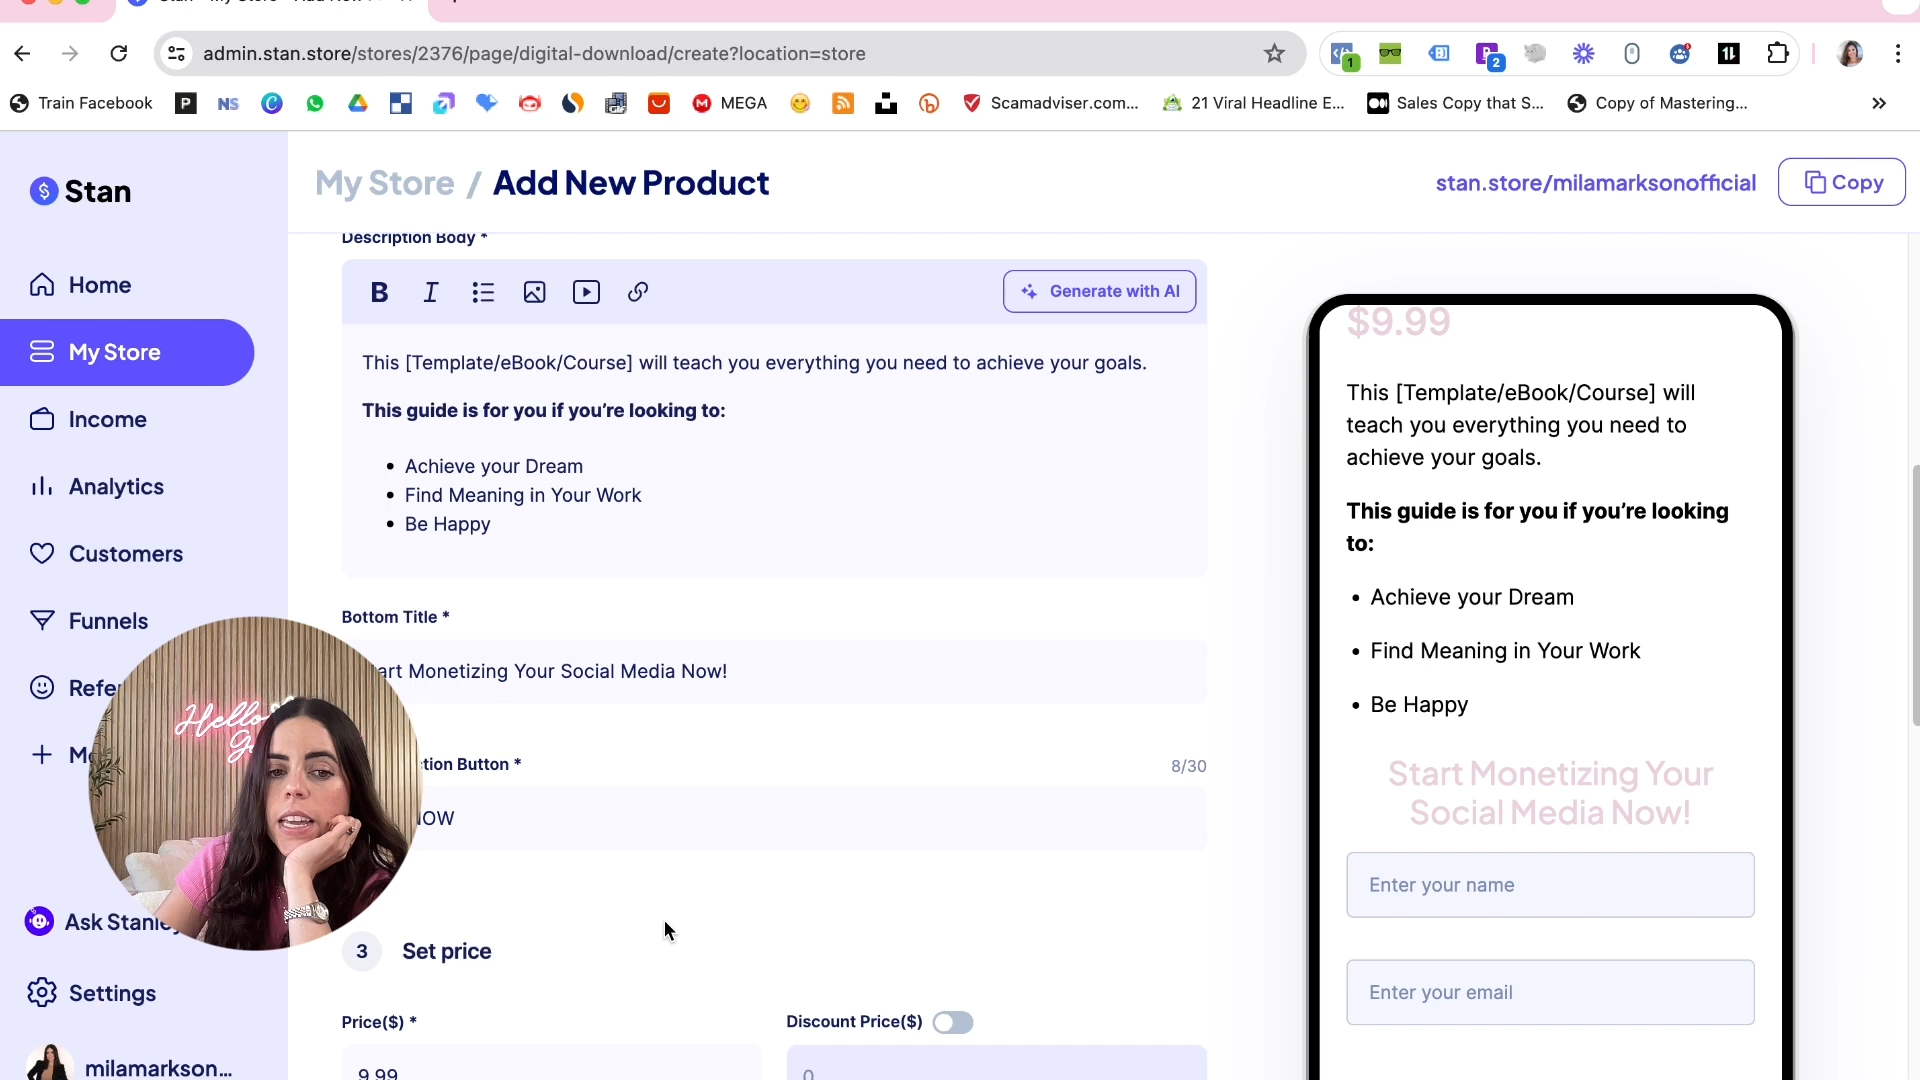 admin.stan.store/stores/2376/page/digital-download/create?location=store
1
2
Train Facebook
P
NS
MEGA
Scamadviser.com...
21 Viral Headline E...
Sales Copy that S...
Copy of Mastering...
Stan
Home
My Store
Income
Analytics
Customers
Funnels
Refe
M
Ask Stanley
Settings
milamarkson...
My Store / Add New Product
stan.store/milamarksonofficial
Copy
Description Body *
B I
Generate with AI
This [Template/eBook/Course] will teach you everything you need to achieve your goals.
This guide is for you if you’re looking to:
• Achieve your Dream
• Find Meaning in Your Work
• Be Happy
Bottom Title *
art Monetizing Your Social Media Now!
tion Button *
8/30
OW
3 Set price
Price($) *
9.99
Discount Price($)
0
Hello
$9.99
This [Template/eBook/Course] will
teach you everything you need to
achieve your goals.
This guide is for you if you’re looking
to:
• Achieve your Dream
• Find Meaning in Your Work
• Be Happy
Start Monetizing Your
Social Media Now!
Enter your name
Enter your email